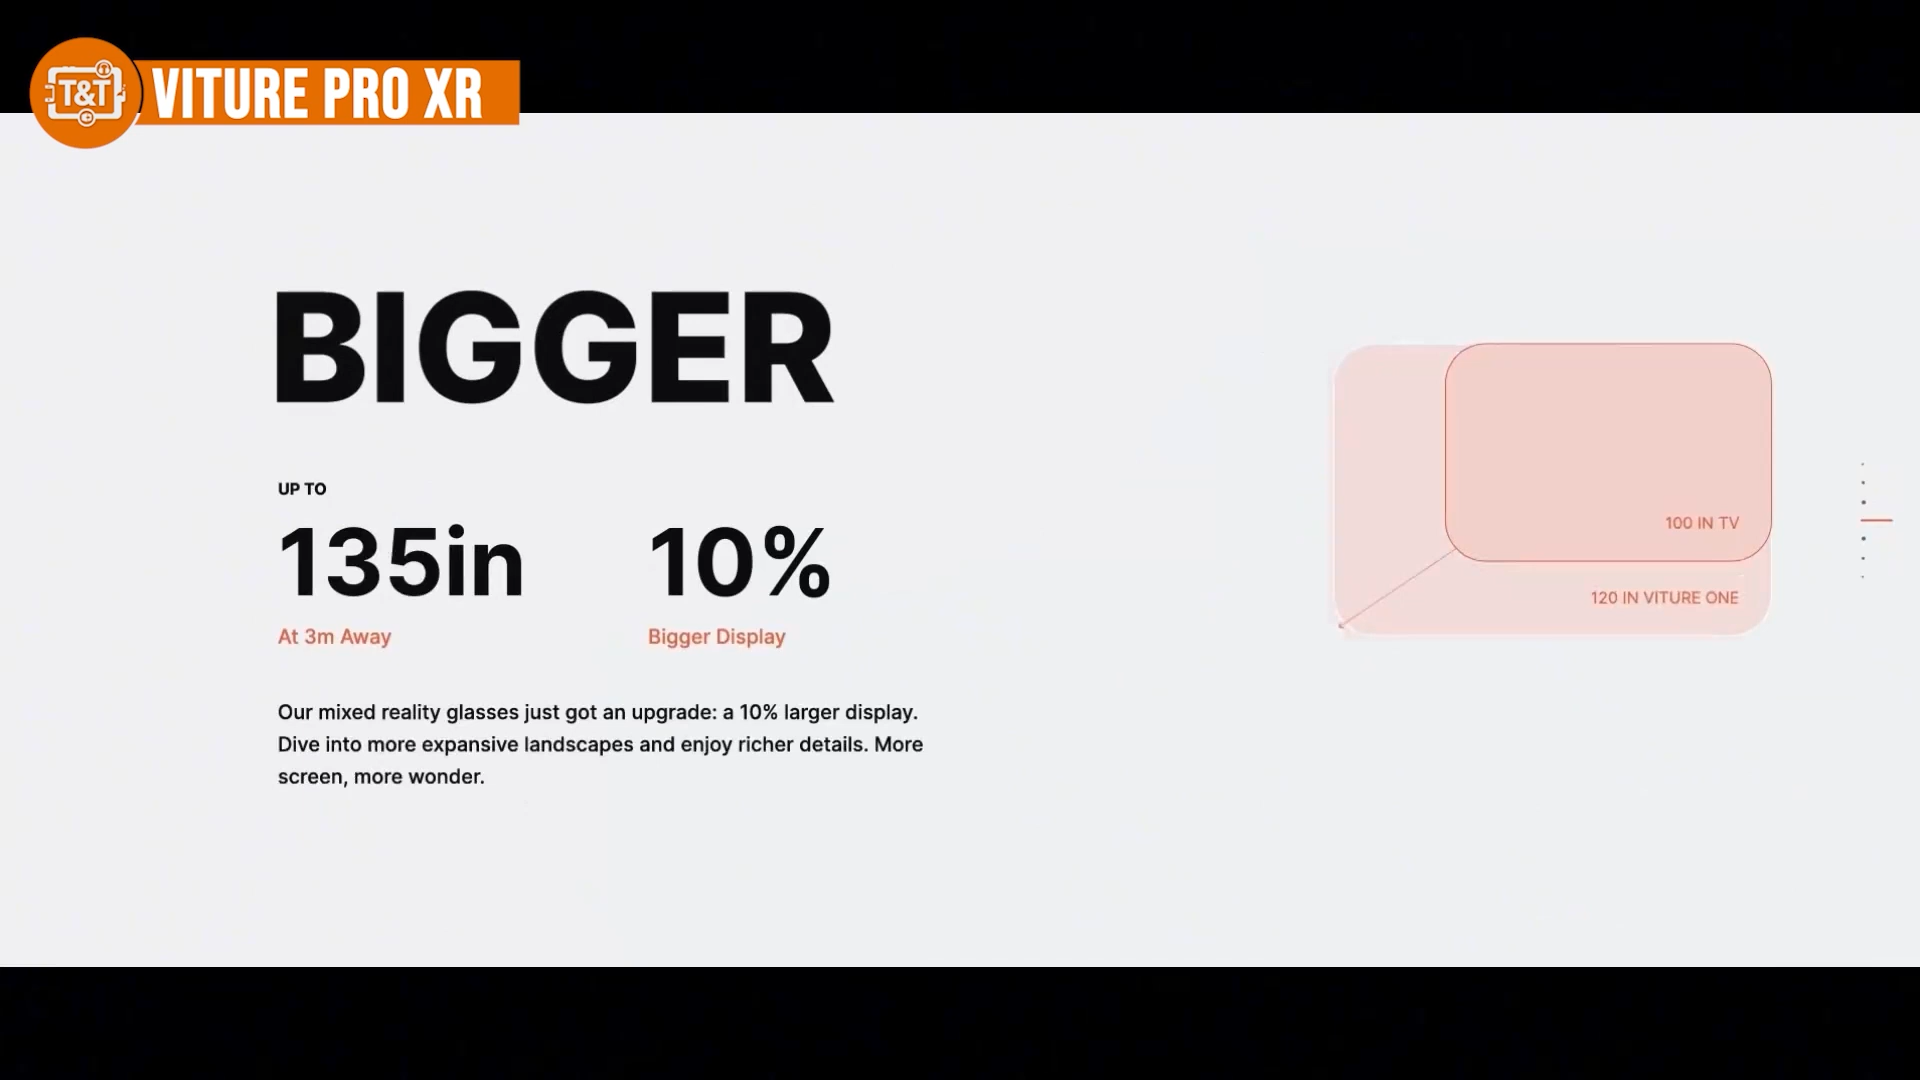 T&T
VITURE PRO XR
BIGGER
UP TO
135in
10%
At 3m Away
Bigger Display
Our mixed reality glasses just got an upgrade: a 10% larger display.
Dive into more expansive landscapes and enjoy richer details. More
screen, more wonder.
100 IN TV
120 IN VITURE ONE